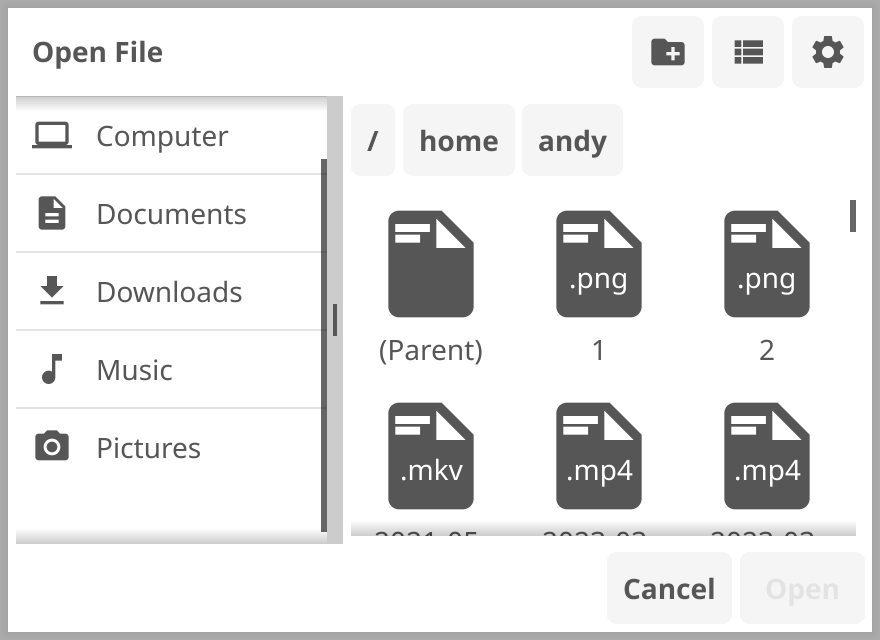 Open File
Computer
Documents
Downloads
Music
Pictures
/ home andy
.png .png
(Parent) 1 2
.mkv .mp4 .mp4
Cancel Open